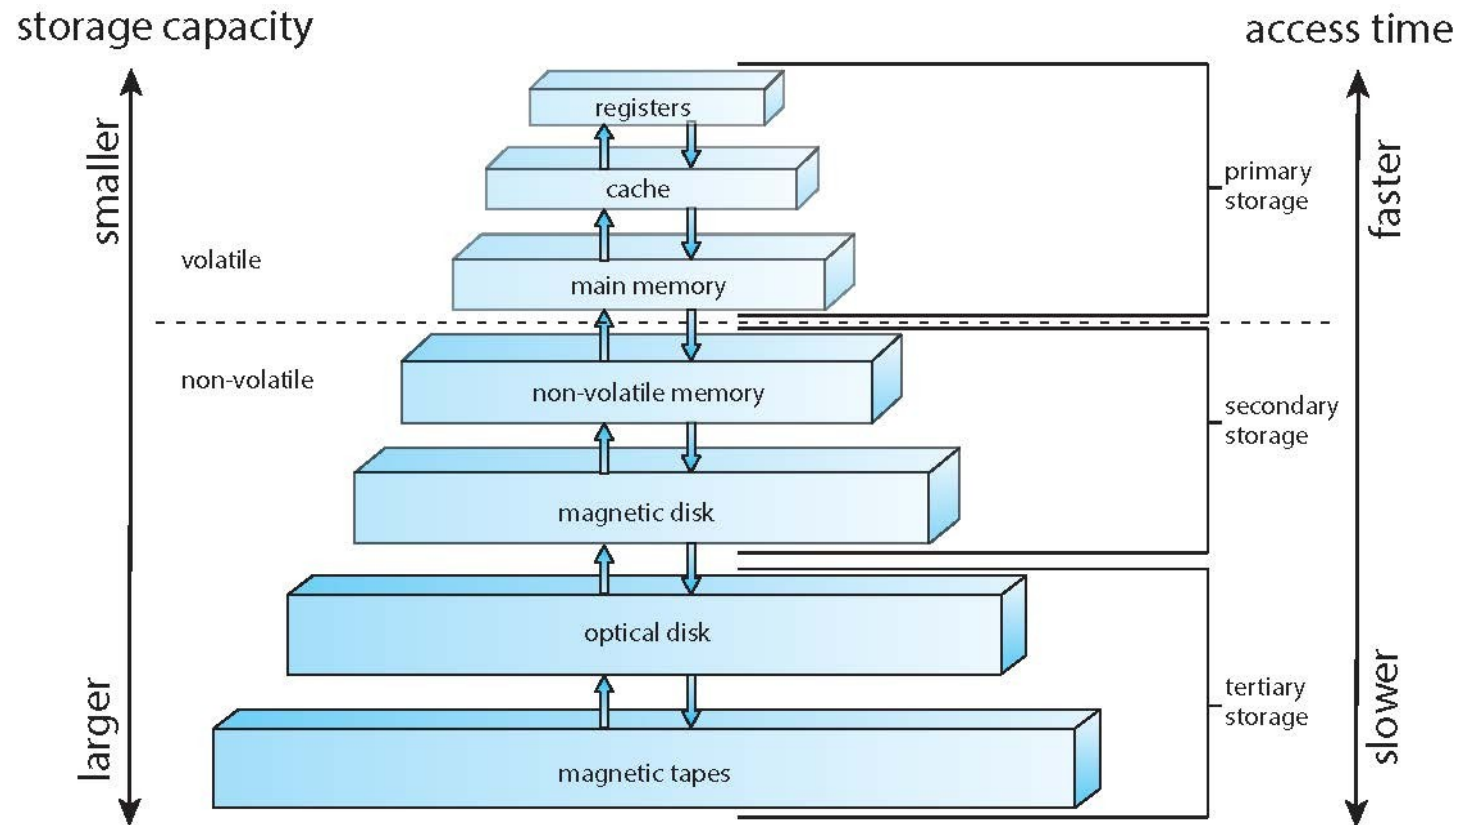 storage capacity
access time
smaller
larger
volatile
non-volatile
registers
cache
main memory
non-volatile memory
magnetic disk
optical disk
magnetic tapes
primary
storage
secondary
storage
tertiary
storage
faster
slower